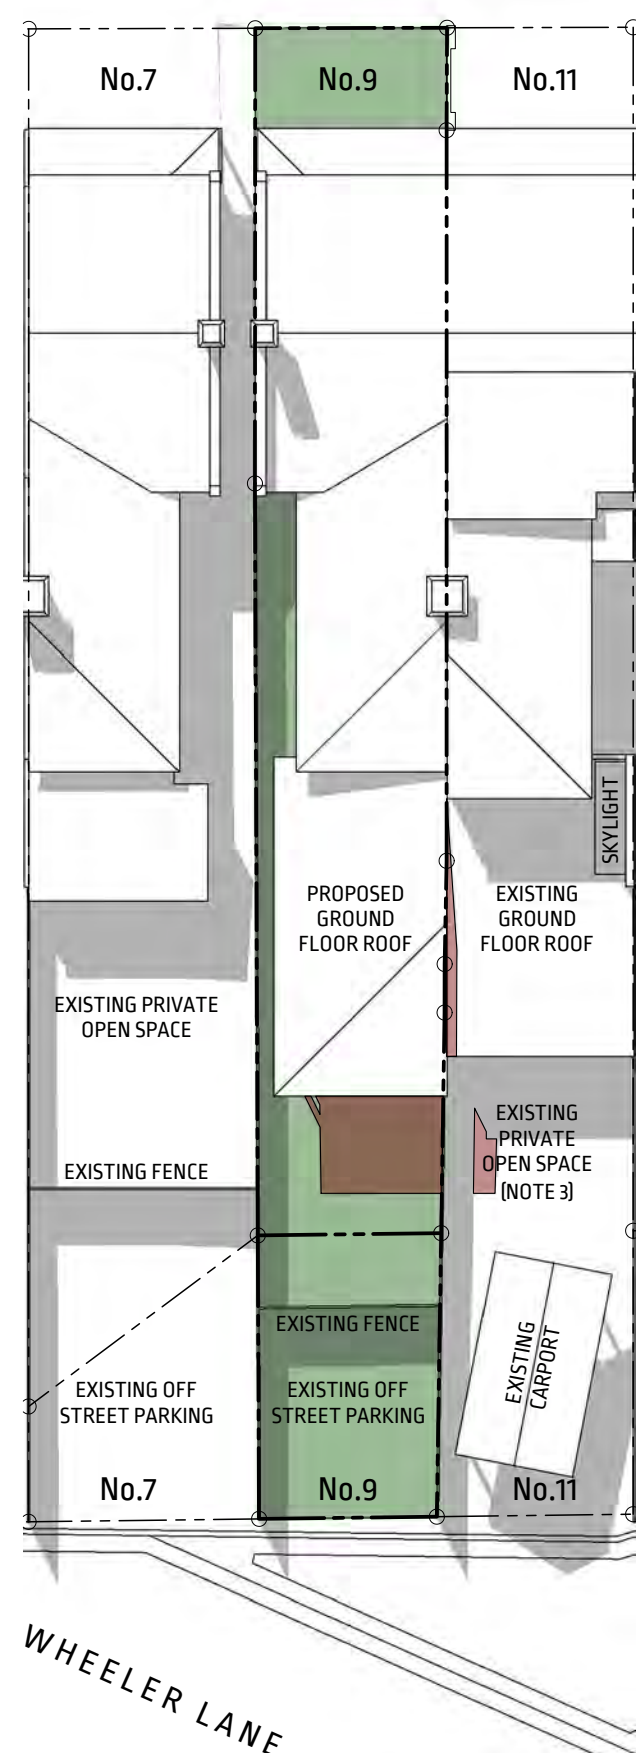 No.7
No.9
No.11
SKYLIGHT
PROPOSED
GROUND
FLOOR ROOF
EXISTING
GROUND
FLOOR ROOF
EXISTING PRIVATE
OPEN SPACE
EXISTING
PRIVATE
OPEN SPACE
(NOTE 3)
EXISTING FENCE
EXISTING FENCE
EXISTING
CARPORT
EXISTING OFF
STREET PARKING
EXISTING OFF
STREET PARKING
No.7
No.9
No.11
WHEELER LANE